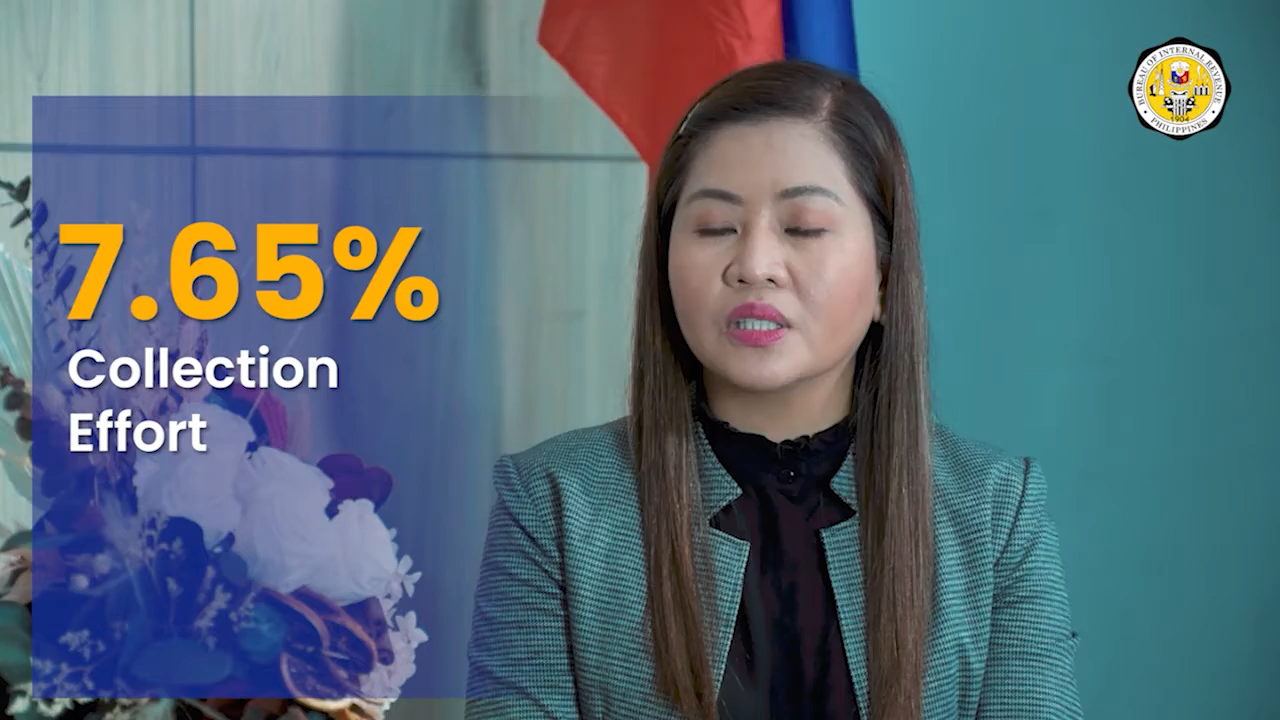 7.65%
Collection
Effort
BUREAU OF INTERNAL REVENUE
PHILIPPINES
1904